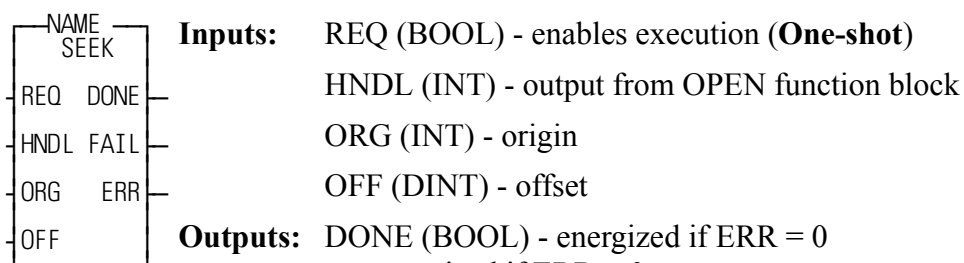 NAME
SEEK
REQ DONE
HNDL FAIL
ORG ERR
OFF
Inputs: REQ (BOOL) - enables execution (One-shot)
HNDL (INT) - output from OPEN function block
ORG (INT) - origin
OFF (DINT) - offset
Outputs: DONE (BOOL) - energized if ERR = 0